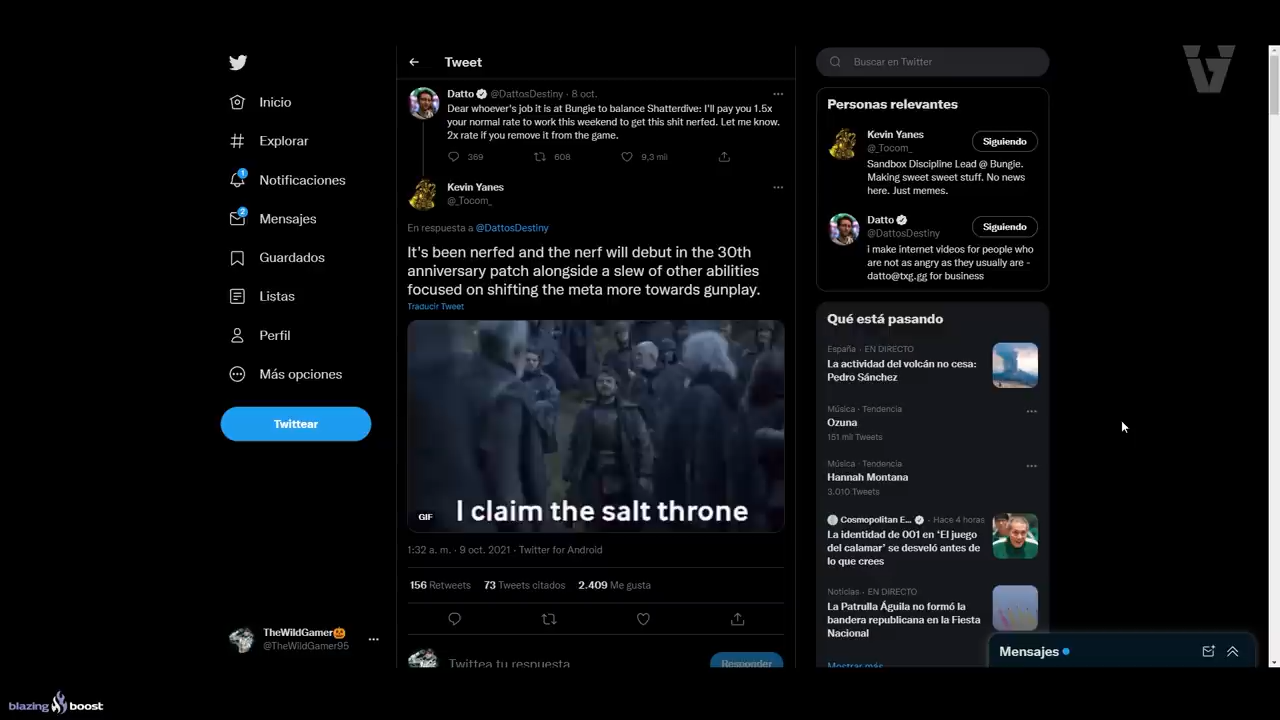 Tweet
Buscar en Twitter
Inicio
Explorar
1
Notificaciones
2
Mensajes
Guardados
Listas
Perfil
Más opciones
Twittear
TheWildGamer🎃
@TheWildGamer95
Datto @DattosDestiny · 8 oct.
Dear whoever's job it is at Bungie to balance Shatterdive: I'll pay you 1.5x
your normal rate to work this weekend to get this shit nerfed. Let me know.
2x rate if you remove it from the game.
369 608 9,3 mil
Kevin Yanes
@_Tocom_
En respuesta a @DattosDestiny
It's been nerfed and the nerf will debut in the 30th
anniversary patch alongside a slew of other abilities
focused on shifting the meta more towards gunplay.
Traducir Tweet
GIF
I claim the salt throne
1:32 a. m. · 9 oct. 2021 · Twitter for Android
156 Retweets 73 Tweets citados 2.409 Me gusta
Twittea tu respuesta
Responder
Personas relevantes
Kevin Yanes
@_Tocom_
Siguiendo
Sandbox Discipline Lead @ Bungie.
Making sweet sweet stuff. No news
here. Just memes.
Datto
@DattosDestiny
Siguiendo
i make internet videos for people who
are not as angry as they usually are -
datto@txg.gg for business
Qué está pasando
España · EN DIRECTO
La actividad del volcán no cesa:
Pedro Sánchez
Música · Tendencia
Ozuna
151 mil Tweets
Música · Tendencia
Hannah Montana
3.010 Tweets
Cosmopolitan E... · Hace 4 horas
La identidad de 001 en 'El juego
del calamar' se desveló antes de
lo que crees
Noticias · EN DIRECTO
La Patrulla Águila no formó la
bandera republicana en la Fiesta
Nacional
Mostrar más
Mensajes
blazing boost